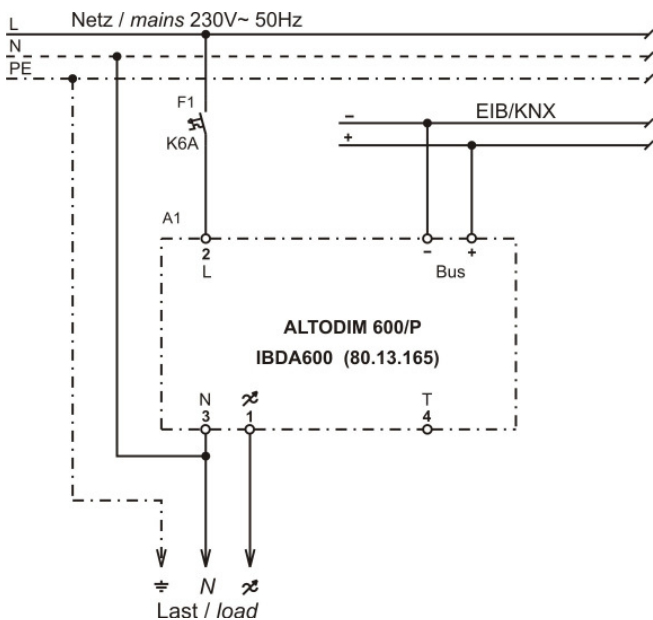 L Netz / mains 230V~ 50Hz
N
PE
F1
K6A
– EIB/KNX
+
A1
2 – +
L Bus
ALTODIM 600/P
IBDA600 (80.13.165)
N T
3 1 4
N
Last / load